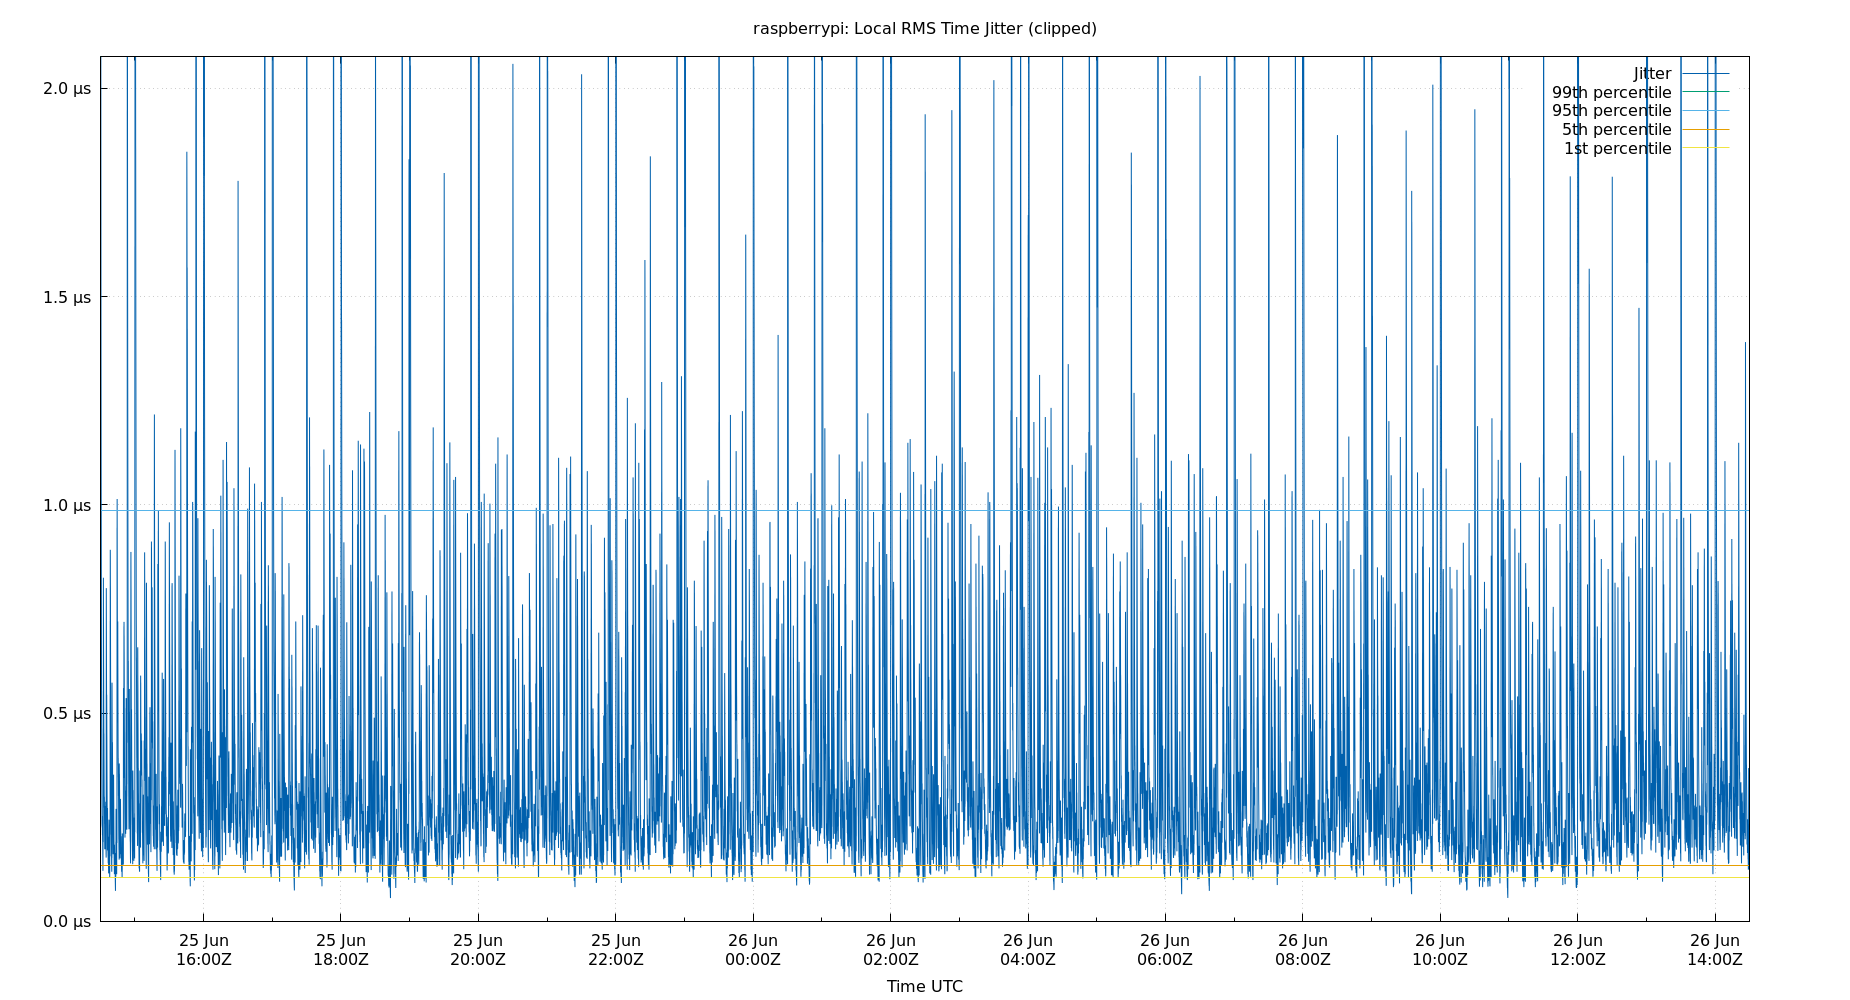 raspberrypi: Local RMS Time Jitter (clipped)
2.0 µs
1.5 µs
1.0 µs
0.5 µs
0.0 µs
Jitter
99th percentile
95th percentile
5th percentile
1st percentile
25 Jun 25 Jun 25 Jun 25 Jun 26 Jun 26 Jun 26 Jun 26 Jun 26 Jun 26 Jun 26 Jun 26 Jun
16:00Z 18:00Z 20:00Z 22:00Z 00:00Z 02:00Z 04:00Z 06:00Z 08:00Z 10:00Z 12:00Z 14:00Z
Time UTC